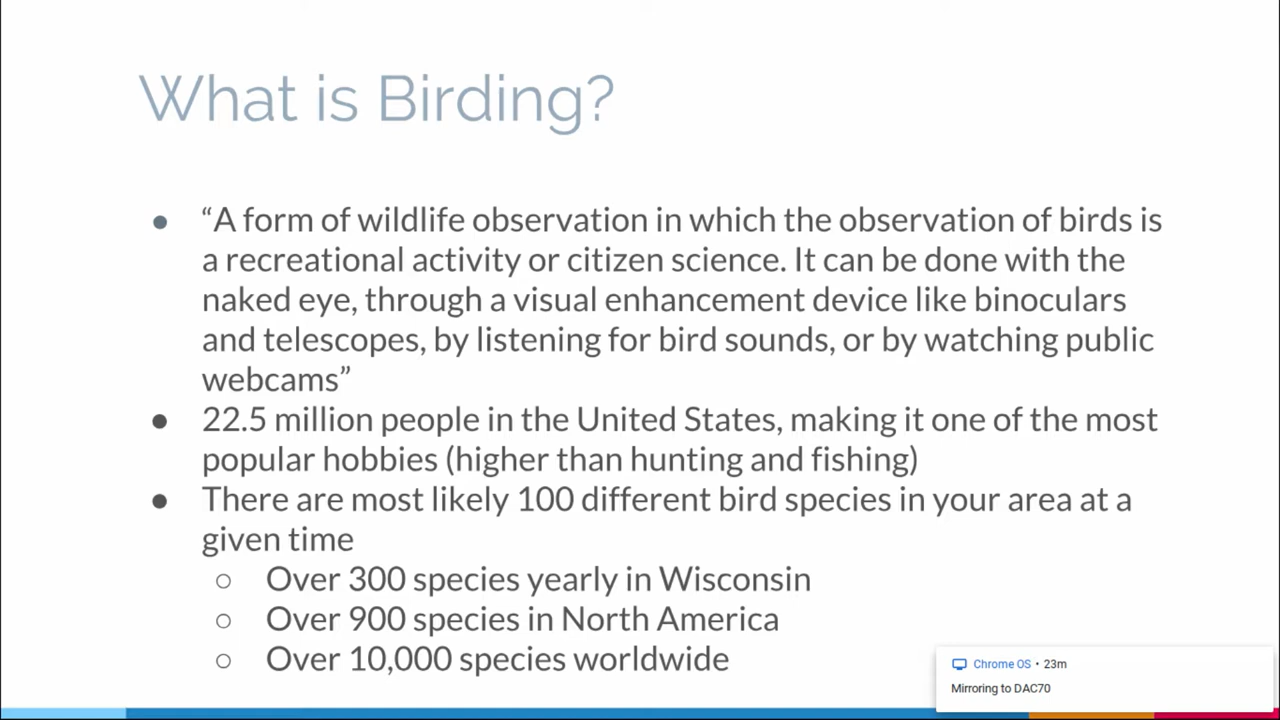 What is Birding?
● “A form of wildlife observation in which the observation of birds is
a recreational activity or citizen science. It can be done with the
naked eye, through a visual enhancement device like binoculars
and telescopes, by listening for bird sounds, or by watching public
webcams”
● 22.5 million people in the United States, making it one of the most
popular hobbies (higher than hunting and fishing)
● There are most likely 100 different bird species in your area at a
given time
○ Over 300 species yearly in Wisconsin
○ Over 900 species in North America
○ Over 10,000 species worldwide
Chrome OS • 23m
Mirroring to DAC70